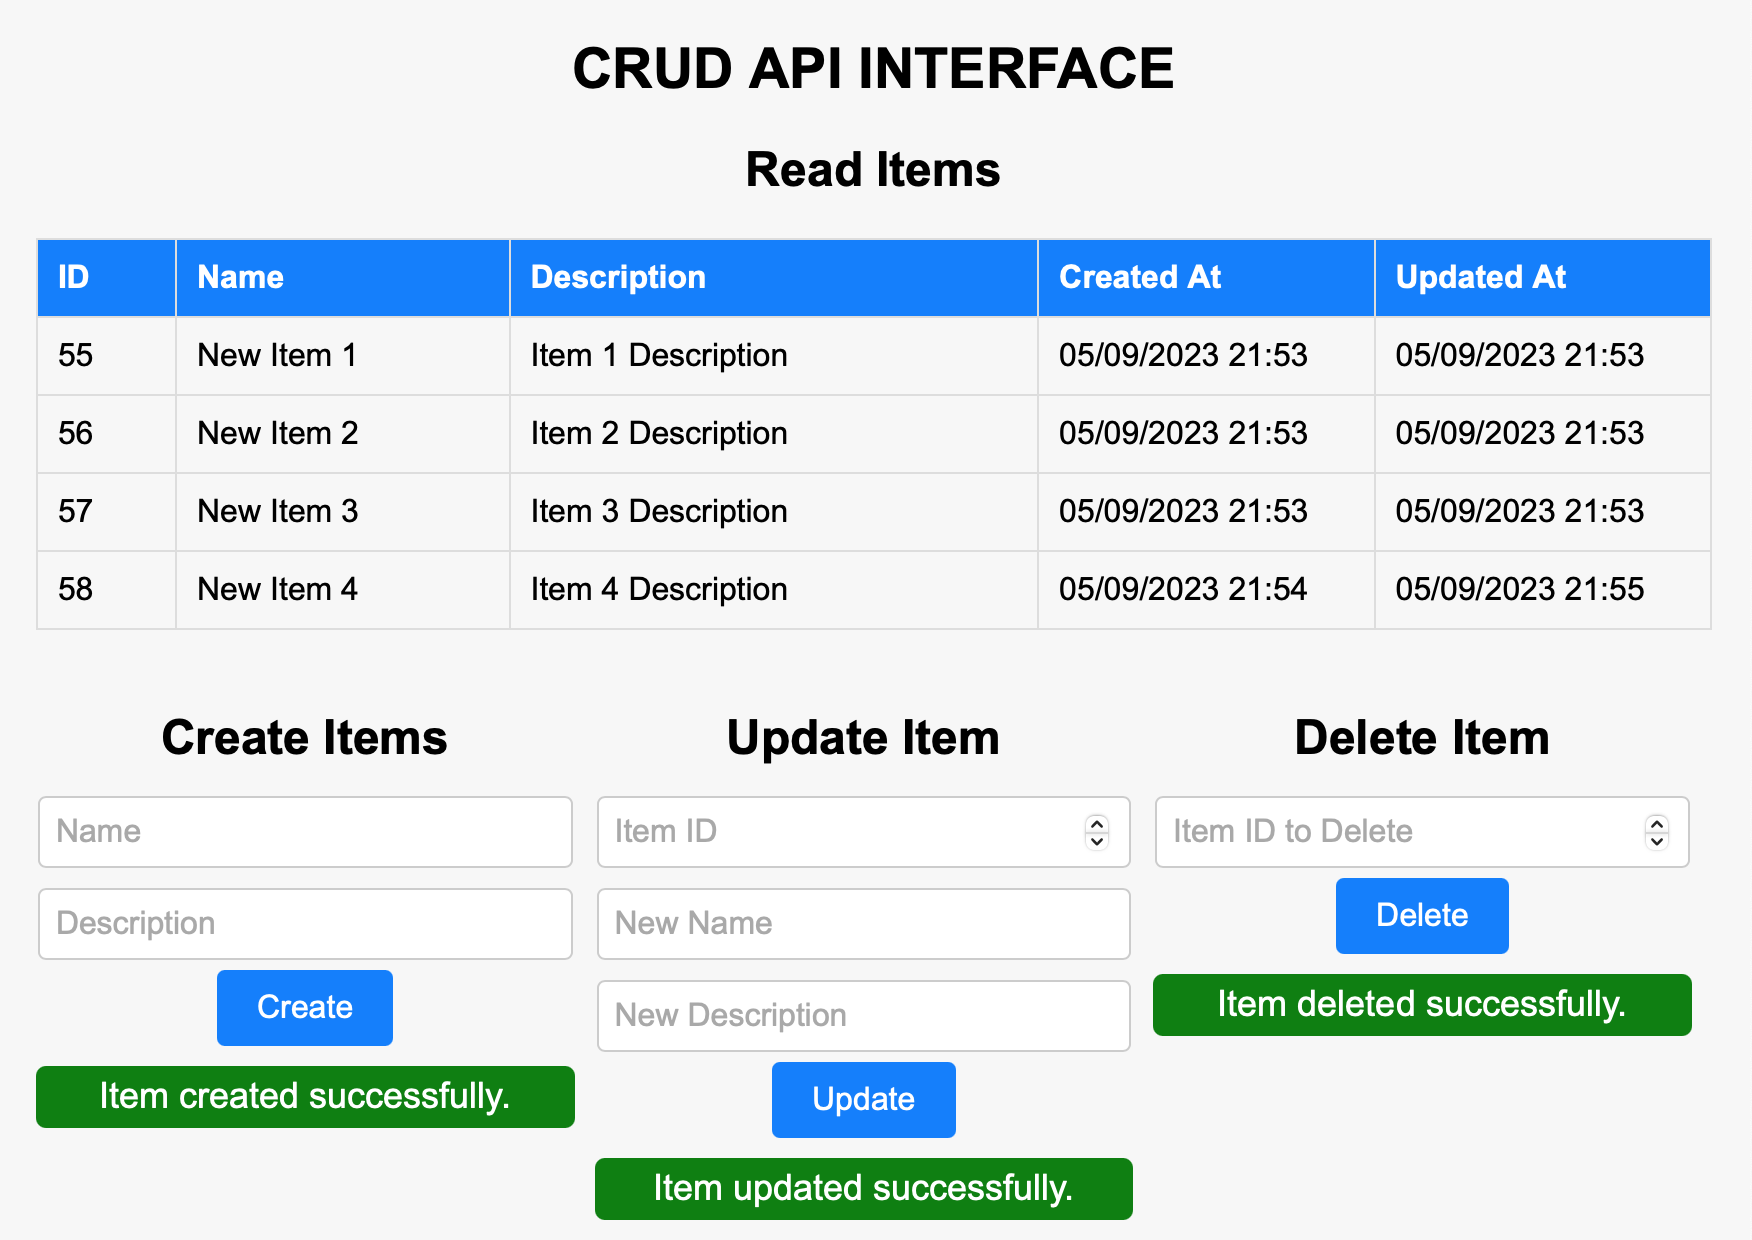 CRUD API INTERFACE
Read Items
ID Name Description Created At Updated At
55 New Item 1 Item 1 Description 05/09/2023 21:53 05/09/2023 21:53
56 New Item 2 Item 2 Description 05/09/2023 21:53 05/09/2023 21:53
57 New Item 3 Item 3 Description 05/09/2023 21:53 05/09/2023 21:53
58 New Item 4 Item 4 Description 05/09/2023 21:54 05/09/2023 21:55
Create Items
Name
Description
Create
Item created successfully.
Update Item
Item ID
New Name
New Description
Update
Item updated successfully.
Delete Item
Item ID to Delete
Delete
Item deleted successfully.